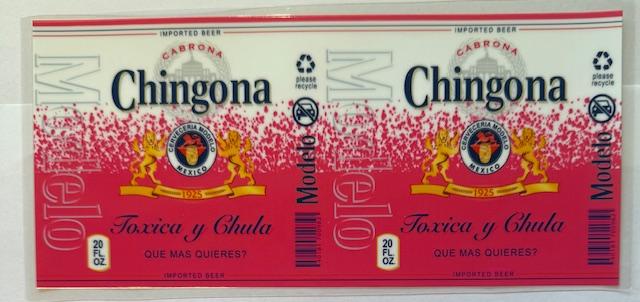 IMPORTED BEER
CABRONA
Chingona
Modelo
please
recycle
CERVECERIA MODELO
MEXICO
1925
Modelo
Toxica y Chula
20
FL.
OZ.
QUE MAS QUIERES?
IMPORTED BEER
IMPORTED BEER
CABRONA
Chingona
Modelo
please
recycle
CERVECERIA MODELO
MEXICO
1925
Modelo
Toxica y Chula
20
FL.
OZ.
QUE MAS QUIERES?
IMPORTED BEER